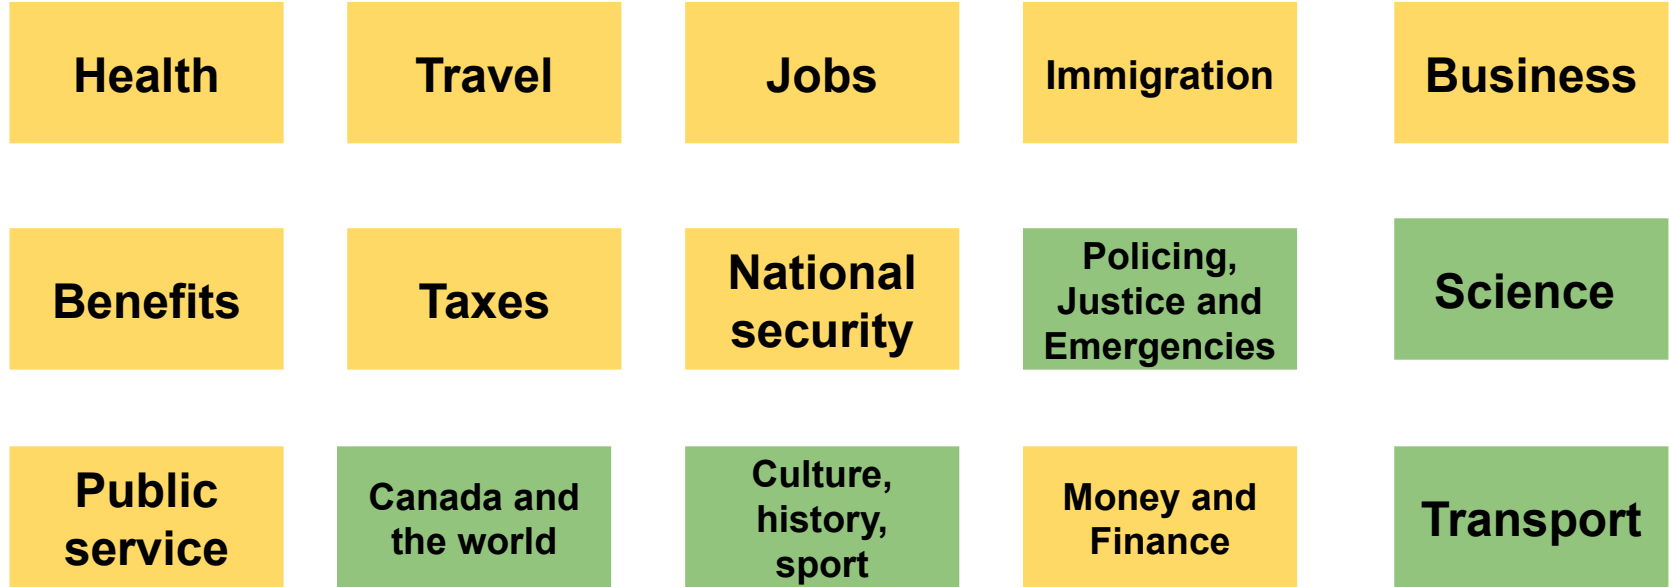 Health
Travel
Jobs
Immigration
Business
Benefits
Taxes
National
security
Policing,
Justice and
Emergencies
Science
Public
service
Canada and
the world
Culture,
history,
sport
Money and
Finance
Transport